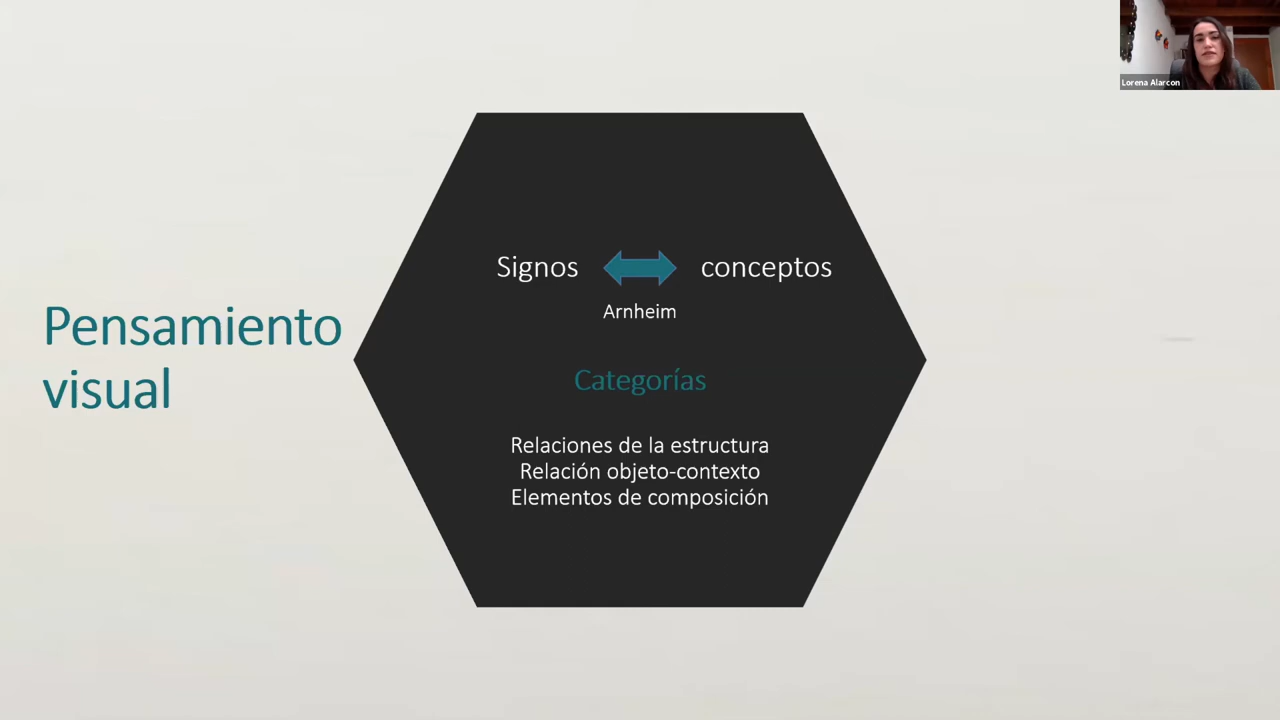 Lorena Alarcon
Pensamiento
visual
Signos conceptos
Arnheim
Categorías
Relaciones de la estructura
Relación objeto-contexto
Elementos de composición